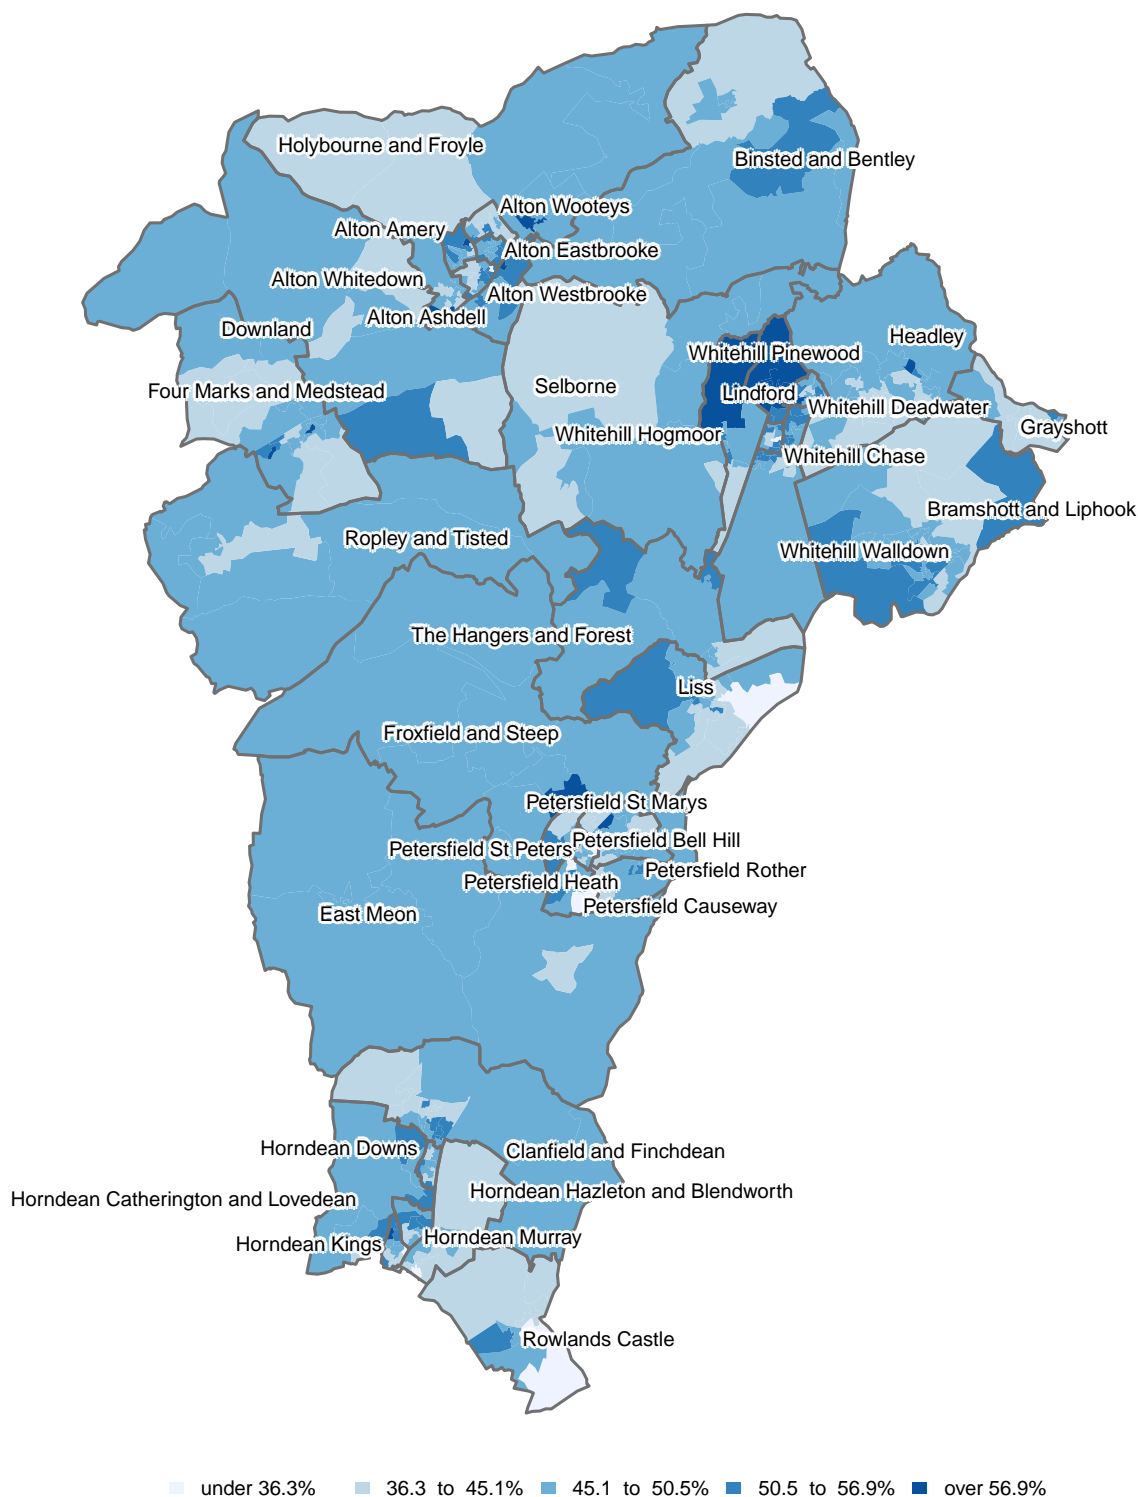 Holybourne and Froyle
Binsted and Bentley
Alton Wooteys
Alton Amery
Alton Eastbrooke
Alton Whitedown
Alton Westbrooke
Alton Ashdell
Downland
Headley
Whitehill Pinewood
Four Marks and Medstead
Selborne
Lindford
Whitehill Deadwater
Grayshott
Whitehill Hogmoor
Whitehill Chase
Bramshott and Liphook
Ropley and Tisted
Whitehill Walldown
The Hangers and Forest
Liss
Froxfield and Steep
Petersfield St Marys
Petersfield Bell Hill
Petersfield St Peters
Petersfield Rother
Petersfield Heath
Petersfield Causeway
East Meon
Horndean Downs
Clanfield and Finchdean
Horndean Catherington and Lovedean
Horndean Hazleton and Blendworth
Horndean Kings
Horndean Murray
Rowlands Castle
under 36.3% 36.3 to 45.1% 45.1 to 50.5% 50.5 to 56.9% over 56.9%